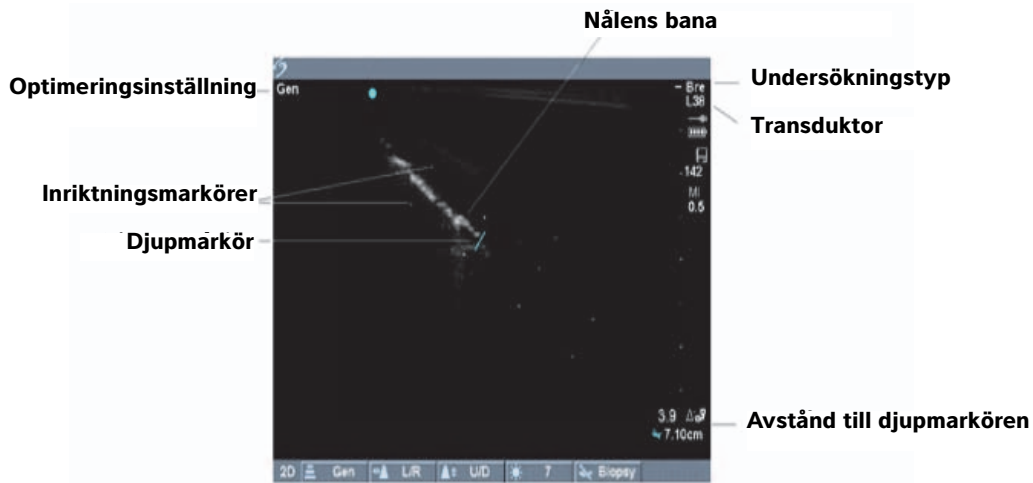 Nålens bana
Optimeringsinställning
Gen
Bre
Undersökningstyp
L38
Transduktor
142
MI
0.5
Inriktningsmarkörer
Djupmarkör
3.9
7.10cm
Avstånd till djupmarkören
2D Gen L/R U/D 7 Biopsy